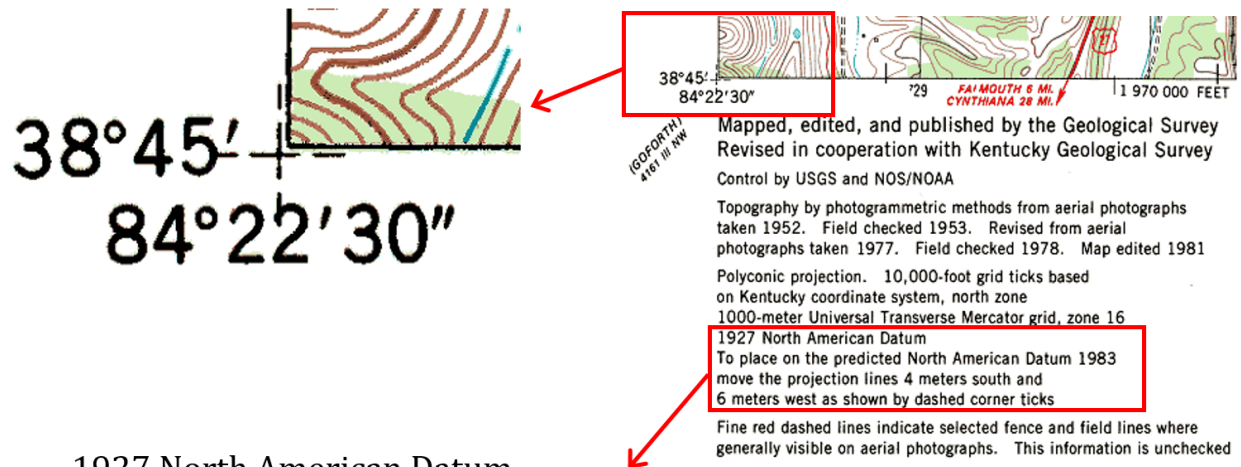 38°45′
84°22′30″
1927 North American Datum
38°45′
84°22′30″
27
FALMOUTH 6 MI.
CYNTHIANA 28 MI.
1 970 000 FEET
(GOFORTH)
4161 III NW
Mapped, edited, and published by the Geological Survey
Revised in cooperation with Kentucky Geological Survey
Control by USGS and NOS/NOAA
Topography by photogrammetric methods from aerial photographs
taken 1952. Field checked 1953. Revised from aerial
photographs taken 1977. Field checked 1978. Map edited 1981
Polyconic projection. 10,000-foot grid ticks based
on Kentucky coordinate system, north zone
1000-meter Universal Transverse Mercator grid, zone 16
1927 North American Datum
To place on the predicted North American Datum 1983
move the projection lines 4 meters south and
6 meters west as shown by dashed corner ticks
Fine red dashed lines indicate selected fence and field lines where
generally visible on aerial photographs. This information is unchecked